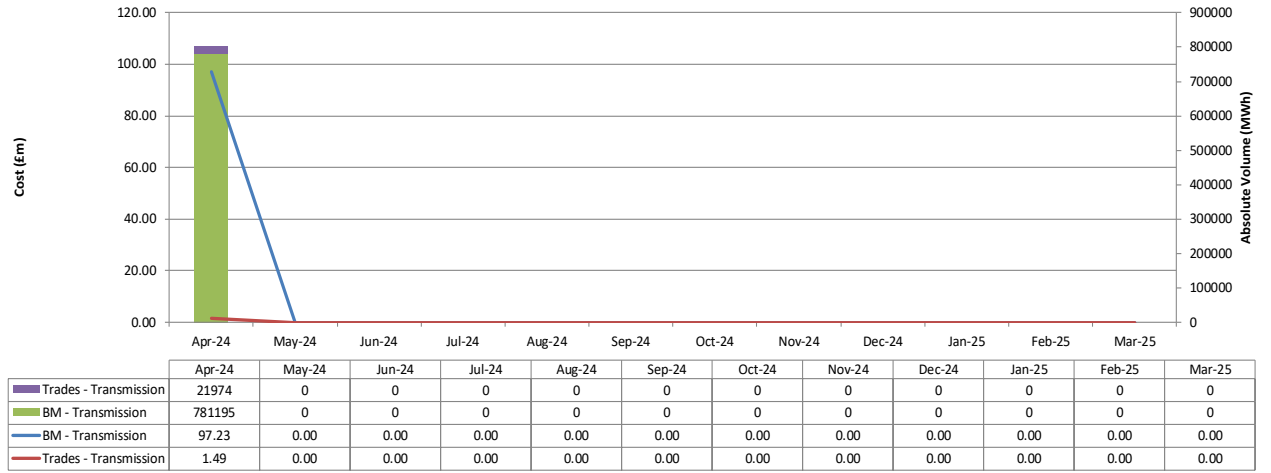 120.00 900000
800000
100.00
700000
80.00 600000
500000
60.00
400000
40.00 300000
200000
20.00
100000
0.00 0
Cost (£m)
Absolute Volume (MWh)
Apr-24 May-24 Jun-24 Jul-24 Aug-24 Sep-24 Oct-24 Nov-24 Dec-24 Jan-25 Feb-25 Mar-25
Apr-24 May-24 Jun-24 Jul-24 Aug-24 Sep-24 Oct-24 Nov-24 Dec-24 Jan-25 Feb-25 Mar-25
Trades - Transmission 21974 0 0 0 0 0 0 0 0 0 0 0
BM - Transmission 781195 0 0 0 0 0 0 0 0 0 0 0
BM - Transmission 97.23 0.00 0.00 0.00 0.00 0.00 0.00 0.00 0.00 0.00 0.00 0.00
Trades - Transmission 1.49 0.00 0.00 0.00 0.00 0.00 0.00 0.00 0.00 0.00 0.00 0.00